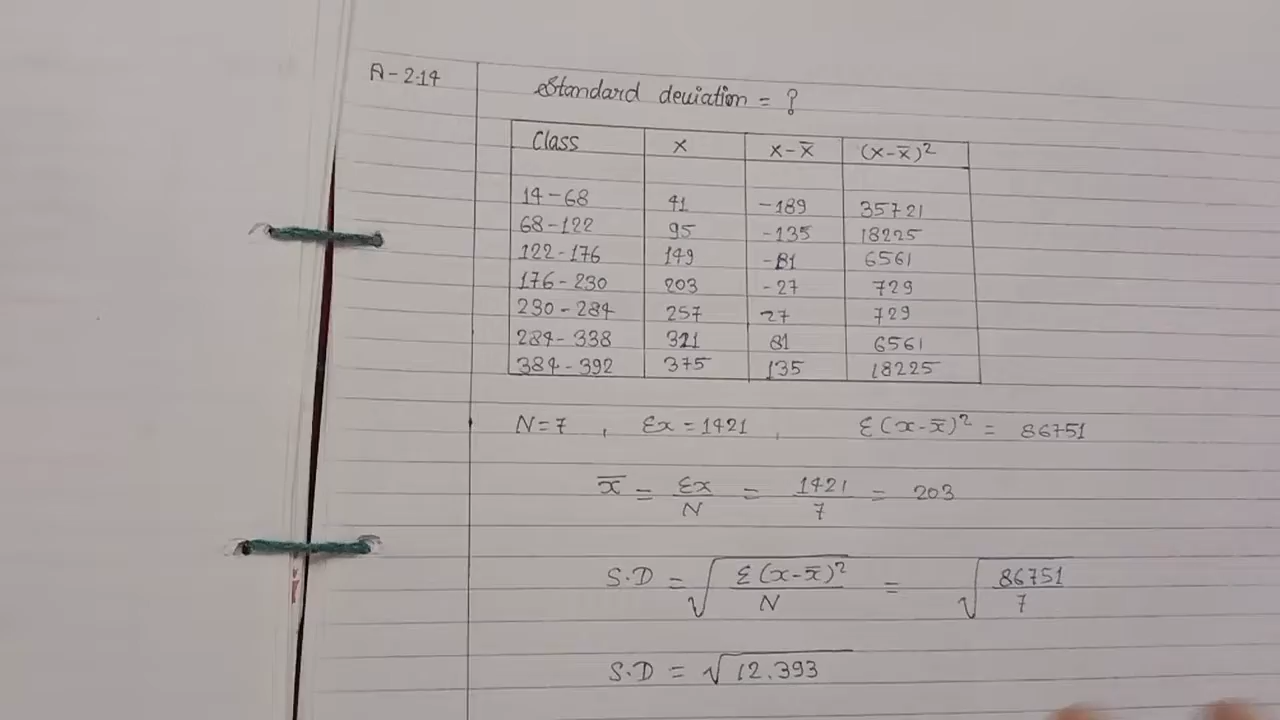 A-2.14
Standard deviation = ?
Class x x-x̄ (x-x̄)²
14-68 41 -189 35721
68-122 95 -135 18225
122-176 149 -81 6561
176-230 203 -27 729
230-284 257 27 729
284-338 321 81 6561
384-392 375 135 18225
N=7 , Σx=1421 , Σ(x-x̄)² = 86751
x̄ = Σx/N = 1421/7 = 203
S.D = √(Σ(x-x̄)²/N) = √(86751/7)
S.D = √12.393